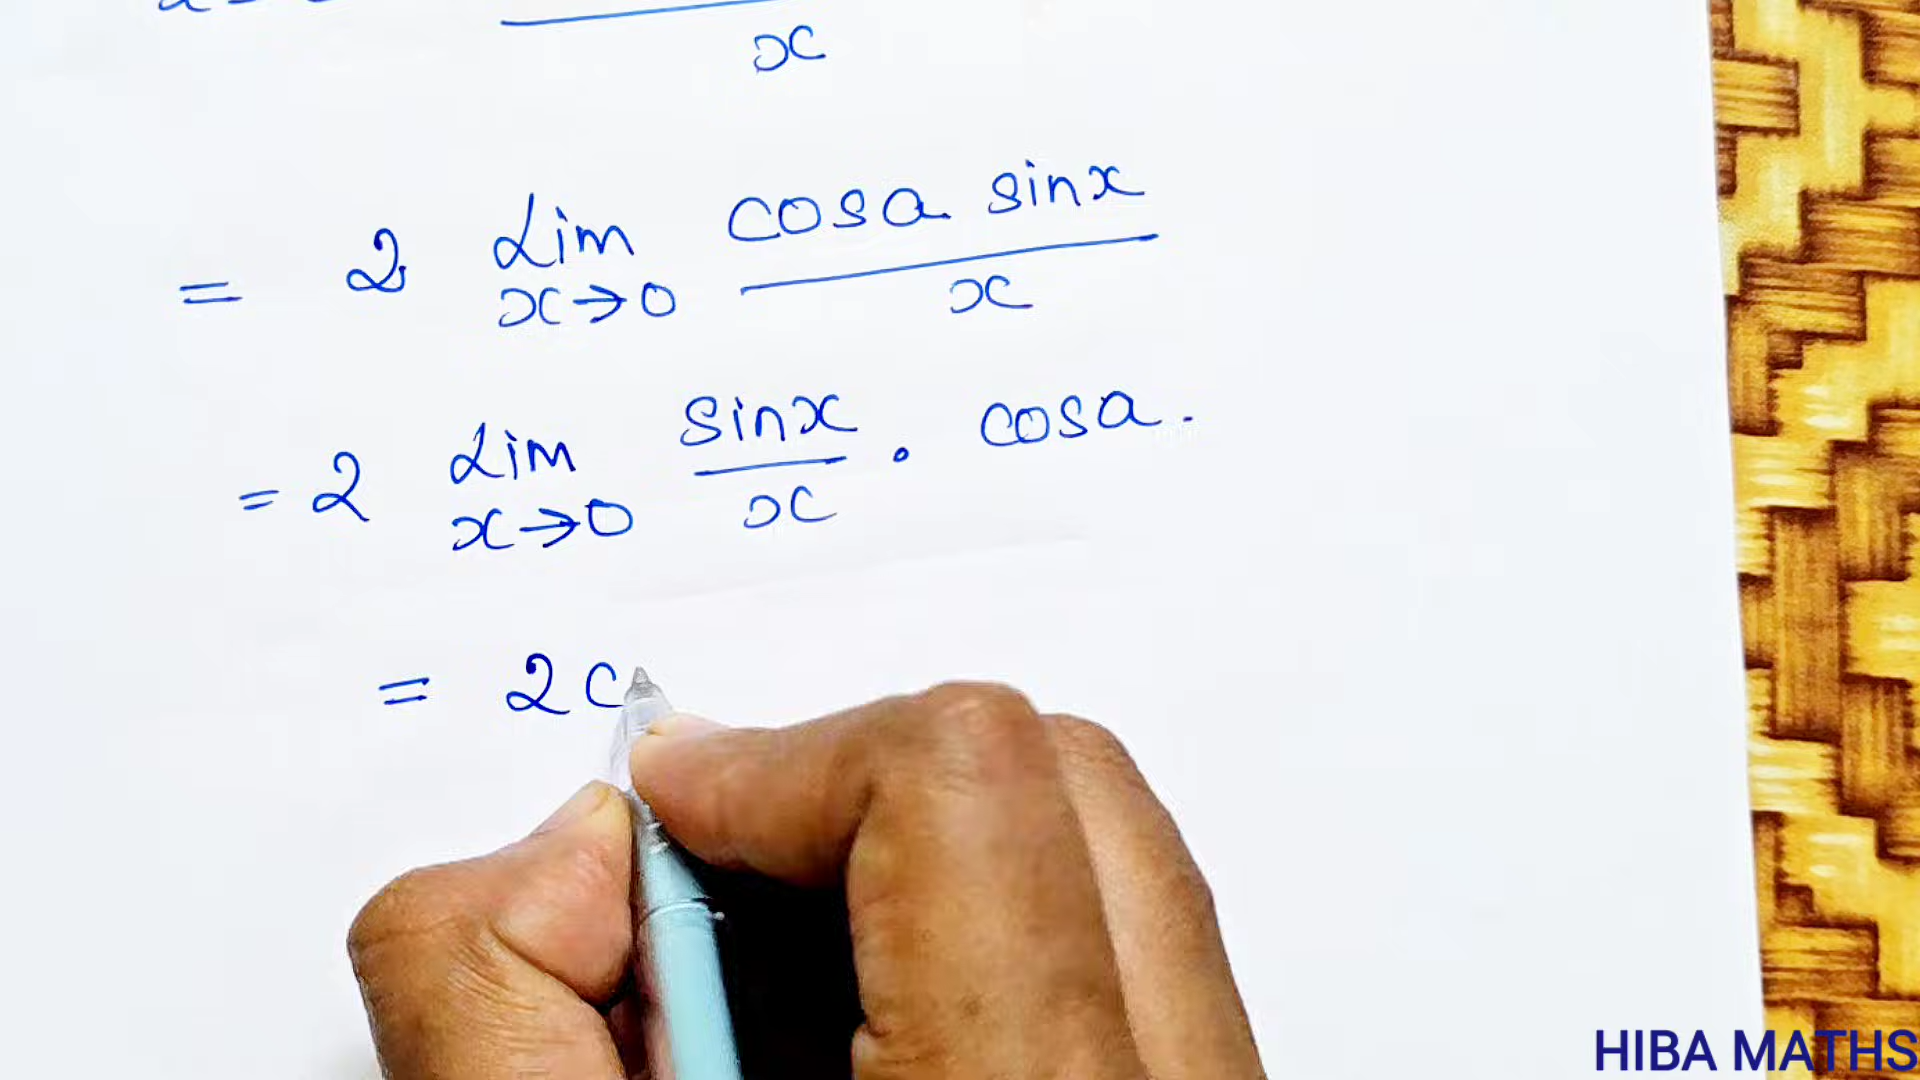 x
= 2 Lim cosa sinx
x→0 x
= 2 Lim sinx . cosa.
x→0 x
= 2c
HIBA MATHS